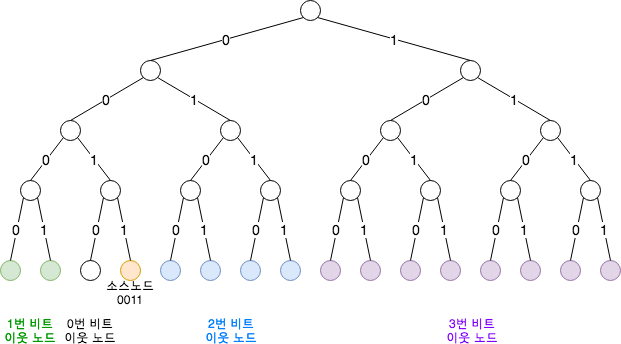 0 1
0 1 0 1
0 1 0 1 0 1 0 1
0 1 0 1 0 1 0 1 0 1 0 1 0 1 0 1
소스노드
0011
1번 비트
이웃 노드
0번 비트
이웃 노드
2번 비트
이웃 노드
3번 비트
이웃 노드